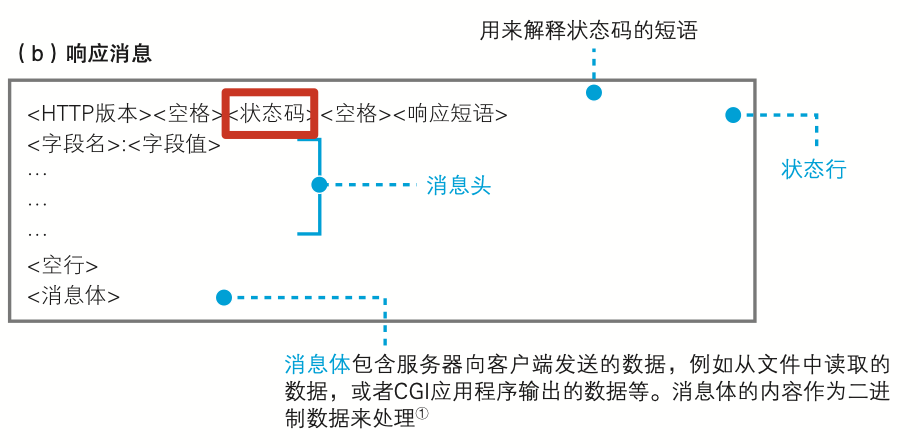 用来解释状态码的短语
（b）响应消息
<HTTP版本><空格><状态码><空格><响应短语>
<字段名>:<字段值>
...
...
...
<空行>
<消息体>
状态行
消息头
消息体包含服务器向客户端发送的数据，例如从文件中读取的
数据，或者CGI应用程序输出的数据等。消息体的内容作为二进
制数据来处理①